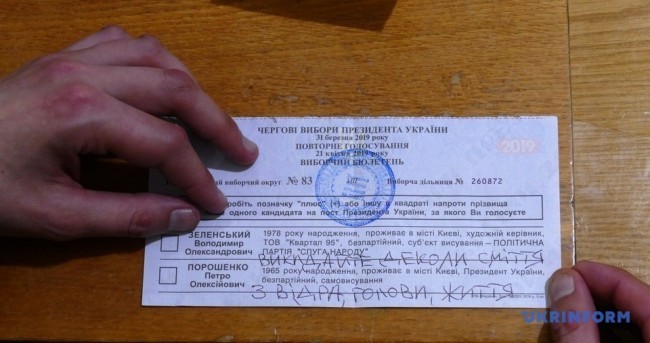 ЧЕРГОВІ ВИБОРИ ПРЕЗИДЕНТА УКРАЇНИ
31 березня 2019 року
ПОВТОРНЕ ГОЛОСУВАННЯ
21 квітня 2019 року
ВИБОРЧИЙ БЮЛЕТЕНЬ
2019
виборчий округ № 83 Виборча дільниця № 260872
позначку "плюс" (+) або іншу в квадраті напроти прізвища
одного кандидата на пост Президента України, за якого Ви голосуєте
ЗЕЛЕНСЬКИЙ
Володимир
Олександрович
1978 року народження, проживає в місті Києві, художній керівник,
ТОВ "Квартал 95", безпартійний, суб'єкт висування – ПОЛІТИЧНА
ПАРТІЯ "СЛУГА НАРОДУ"
ВИКИДАЙТЕ ДЕКОЛИ СМІТТЯ
ПОРОШЕНКО
Петро
Олексійович
1965 року народження, проживає в місті Києві, Президент України,
безпартійний, самовисування
З ВІДРА, ГОЛОВИ, ЖИТТЯ
UKRINFORM